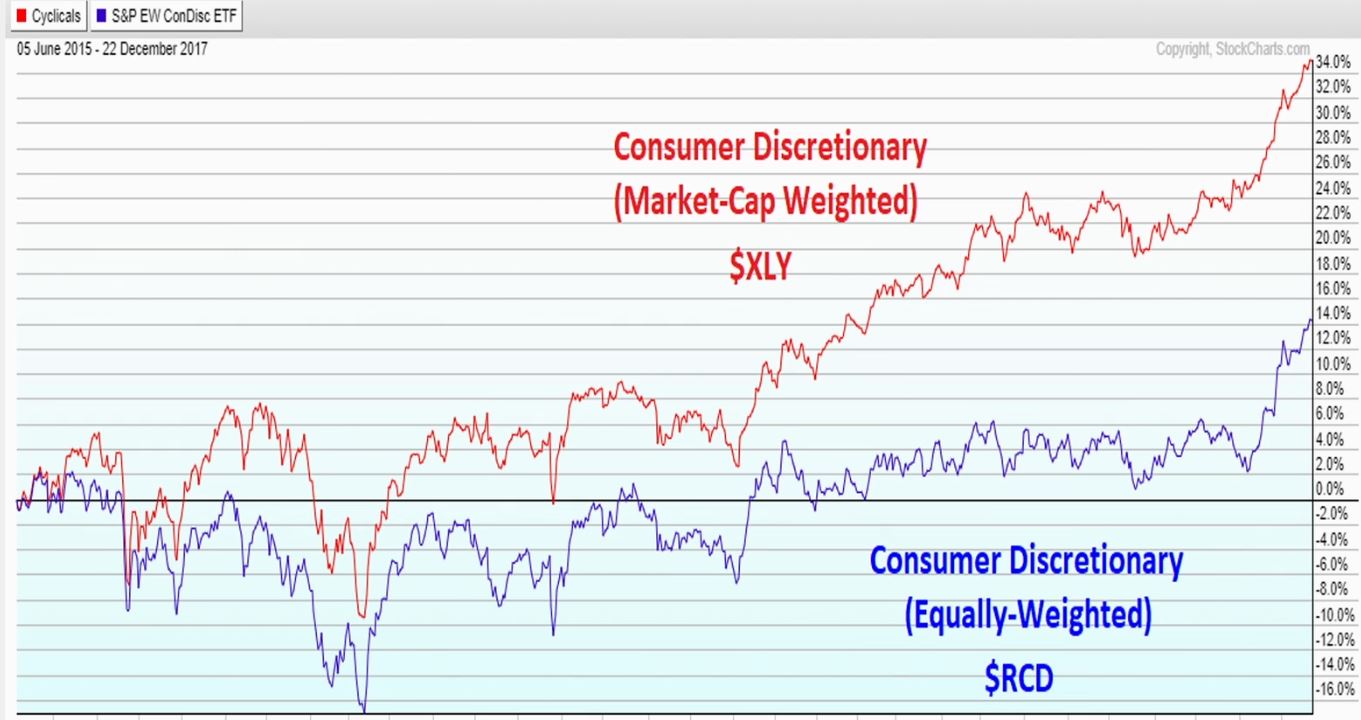 Cyclicals S&P EW ConDisc ETF
05 June 2015 - 22 December 2017
Copyright, StockCharts.com
34.0%
32.0%
30.0%
28.0%
26.0%
24.0%
22.0%
20.0%
18.0%
16.0%
14.0%
12.0%
10.0%
8.0%
6.0%
4.0%
2.0%
0.0%
-2.0%
-4.0%
-6.0%
-8.0%
-10.0%
-12.0%
-14.0%
-16.0%
Consumer Discretionary
(Market-Cap Weighted)
$XLY
Consumer Discretionary
(Equally-Weighted)
$RCD